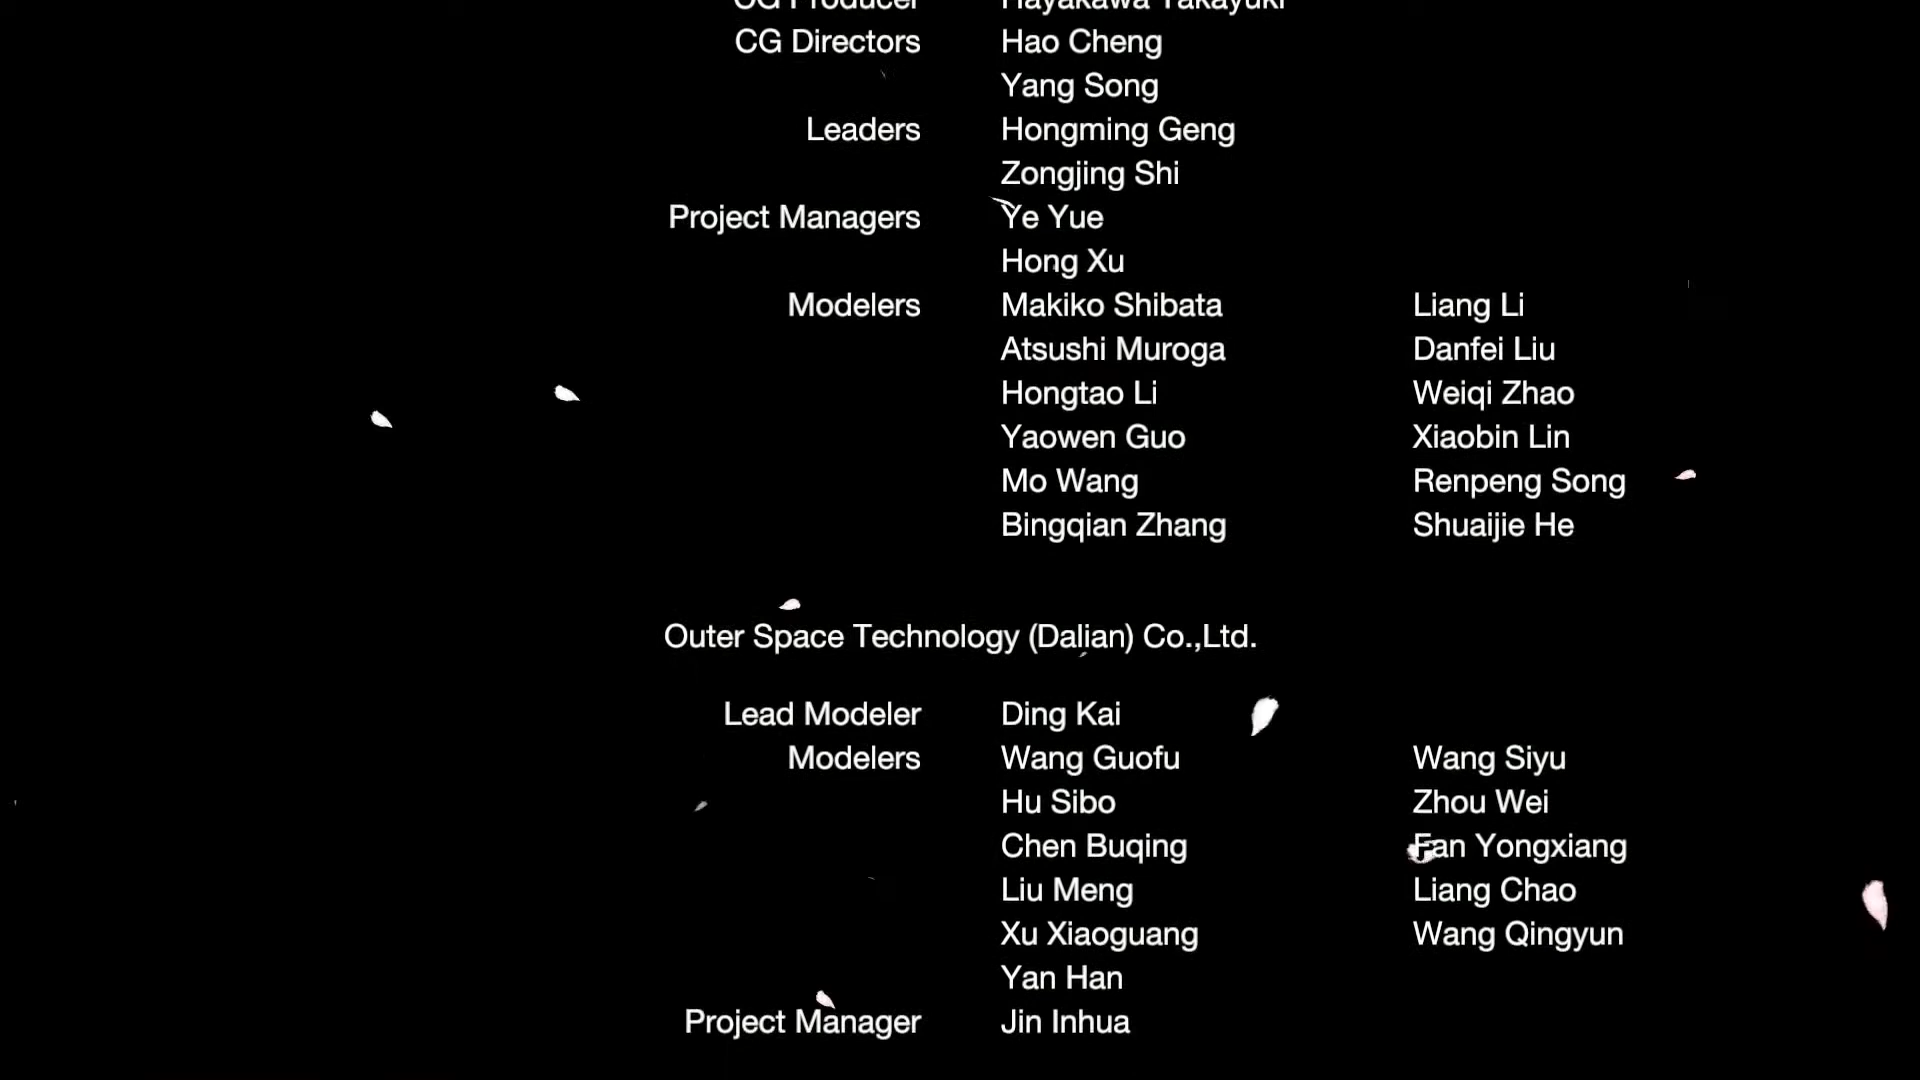 CG Producer Hayakawa Takayuki
CG Directors Hao Cheng
Yang Song
Leaders Hongming Geng
Zongjing Shi
Project Managers Ye Yue
Hong Xu
Modelers Makiko Shibata Liang Li
Atsushi Muroga Danfei Liu
Hongtao Li Weiqi Zhao
Yaowen Guo Xiaobin Lin
Mo Wang Renpeng Song
Bingqian Zhang Shuaijie He
Outer Space Technology (Dalian) Co.,Ltd.
Lead Modeler Ding Kai
Modelers Wang Guofu Wang Siyu
Hu Sibo Zhou Wei
Chen Buqing Fan Yongxiang
Liu Meng Liang Chao
Xu Xiaoguang Wang Qingyun
Yan Han
Project Manager Jin Inhua